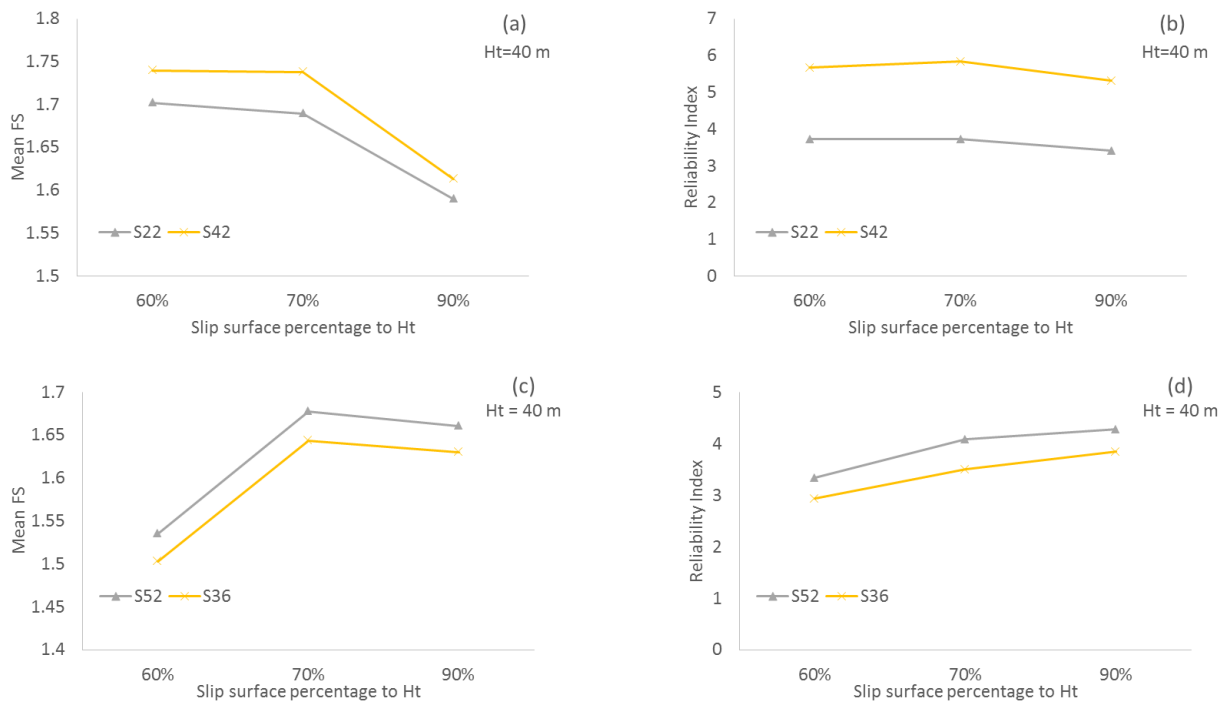 (a)
Ht=40 m
1.8
1.75
1.7
1.65
1.6
1.55
1.5
Mean FS
S22 S42
60% 70% 90%
Slip surface percentage to Ht
(b)
Ht=40 m
7
6
5
4
3
2
1
0
Reliability Index
S22 S42
60% 70% 90%
Slip surface percentage to Ht
(c)
Ht = 40 m
1.7
1.65
1.6
1.55
1.5
1.45
1.4
Mean FS
S52 S36
60% 70% 90%
Slip surface percentage to Ht
(d)
Ht = 40 m
5
4
3
2
1
0
Reliability Index
S52 S36
60% 70% 90%
Slip surface percentage to Ht